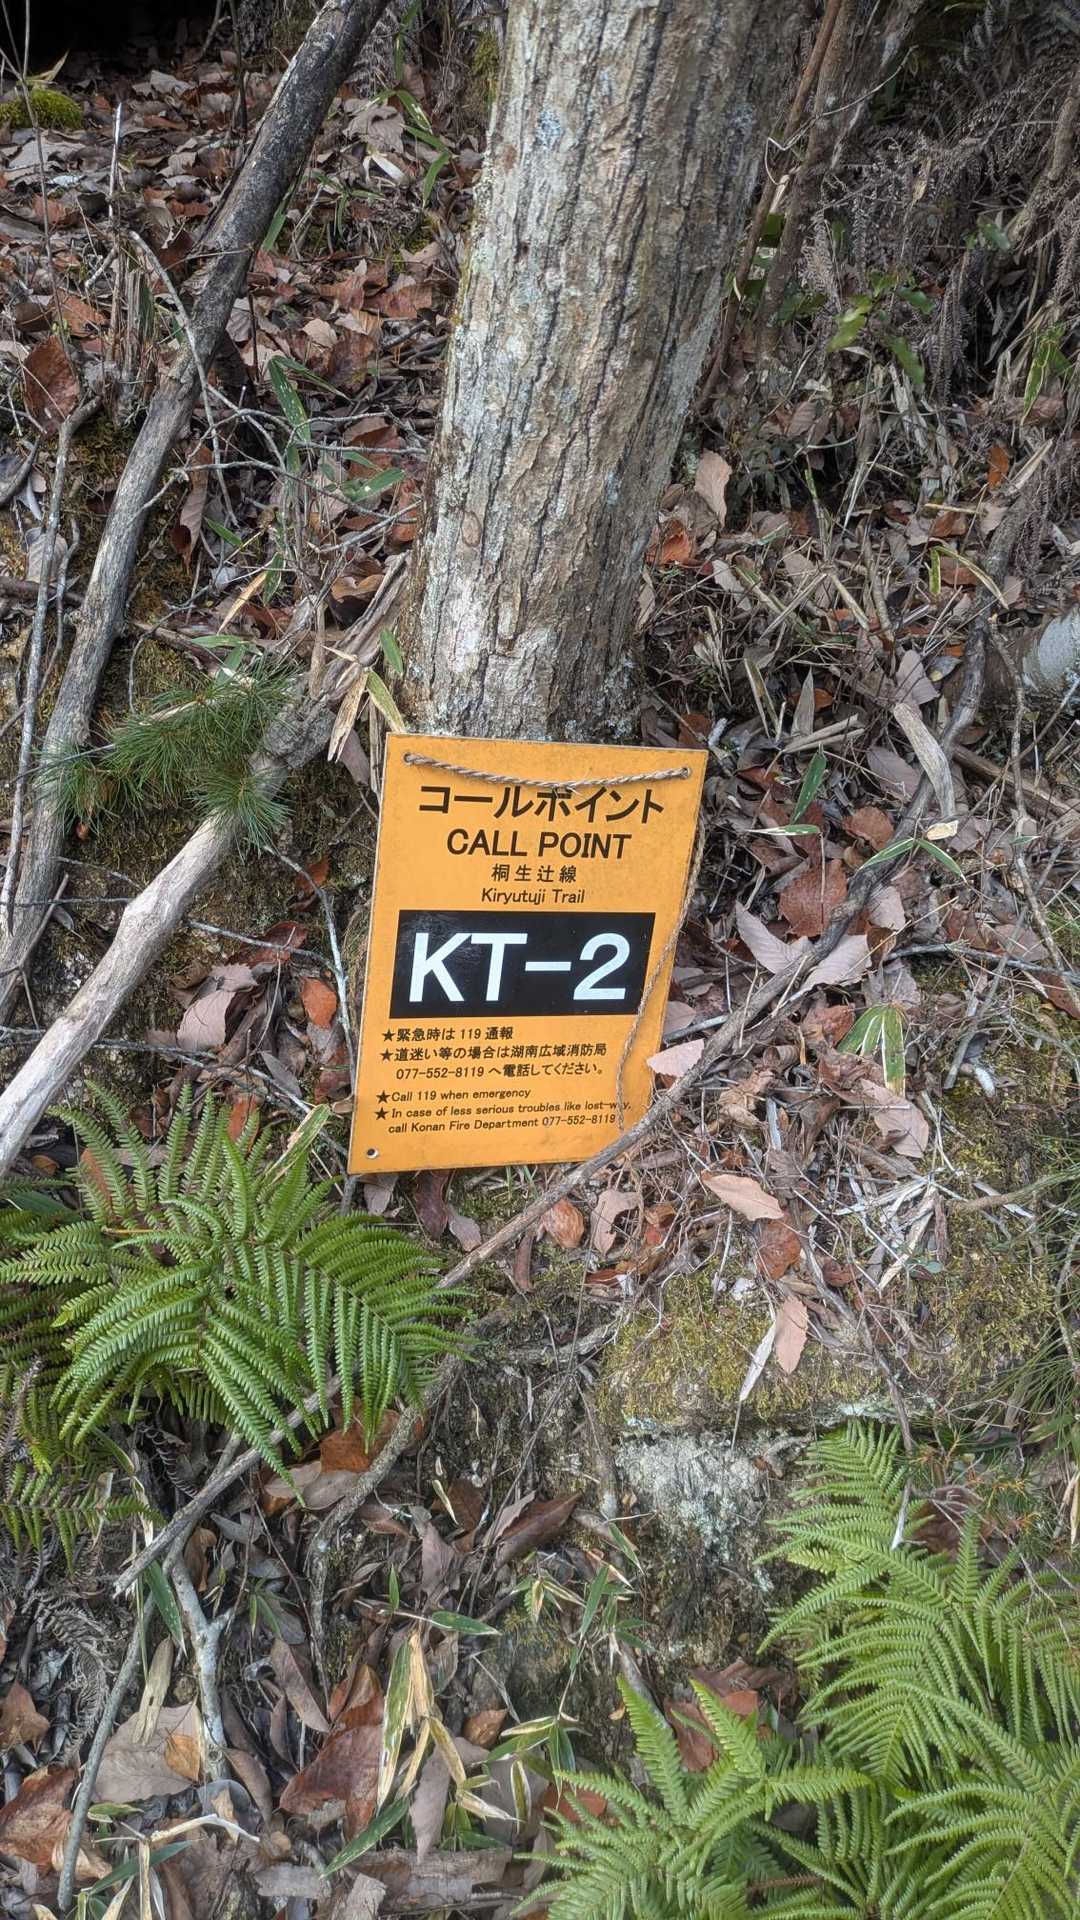 コールポイント
CALL POINT
桐生辻線
Kiryutuji Trail
KT-2
★緊急時は 119 通報
★道迷い等の場合は湖南広域消防局
077-552-8119 へ電話してください。
★Call 119 when emergency
★In case of less serious troubles like lost-way,
call Konan Fire Department 077-552-8119